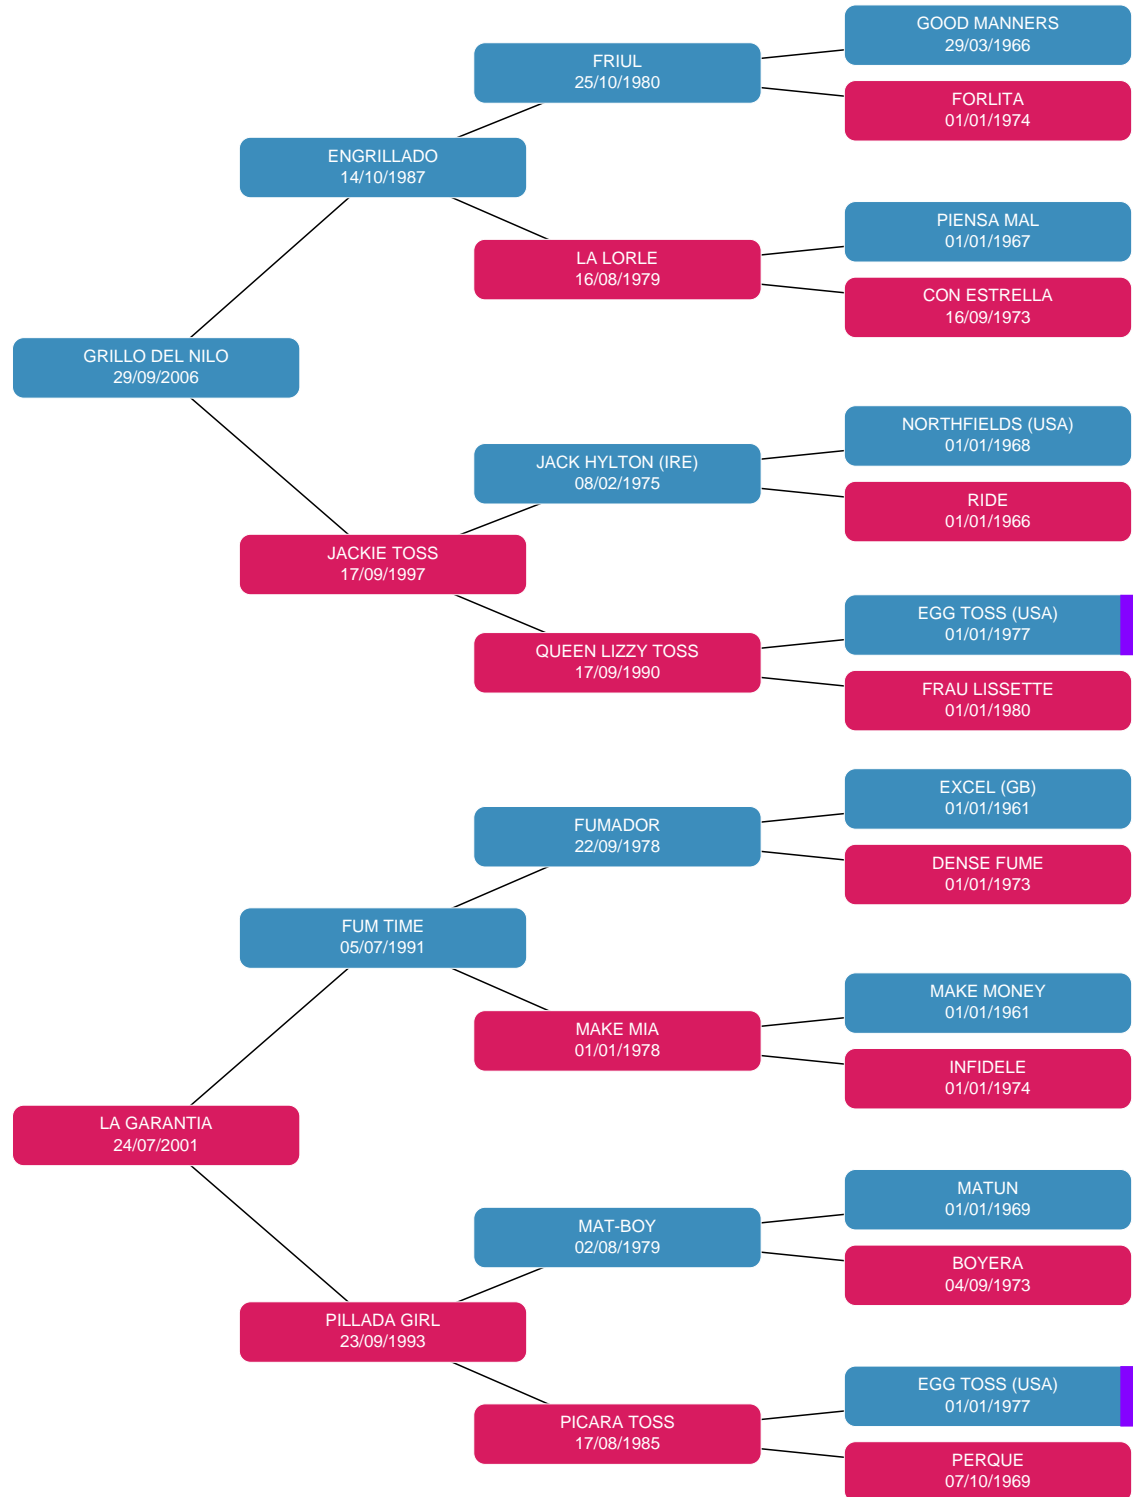 GOOD MANNERS
29/03/1966
FRIUL
25/10/1980
FORLITA
01/01/1974
ENGRILLADO
14/10/1987
PIENSA MAL
01/01/1967
LA LORLE
16/08/1979
CON ESTRELLA
16/09/1973
GRILLO DEL NILO
29/09/2006
NORTHFIELDS (USA)
01/01/1968
JACK HYLTON (IRE)
08/02/1975
RIDE
01/01/1966
JACKIE TOSS
17/09/1997
EGG TOSS (USA)
01/01/1977
QUEEN LIZZY TOSS
17/09/1990
FRAU LISSETTE
01/01/1980
EXCEL (GB)
01/01/1961
FUMADOR
22/09/1978
DENSE FUME
01/01/1973
FUM TIME
05/07/1991
MAKE MONEY
01/01/1961
MAKE MIA
01/01/1978
INFIDELE
01/01/1974
LA GARANTIA
24/07/2001
MATUN
01/01/1969
MAT-BOY
02/08/1979
BOYERA
04/09/1973
PILLADA GIRL
23/09/1993
EGG TOSS (USA)
01/01/1977
PICARA TOSS
17/08/1985
PERQUE
07/10/1969